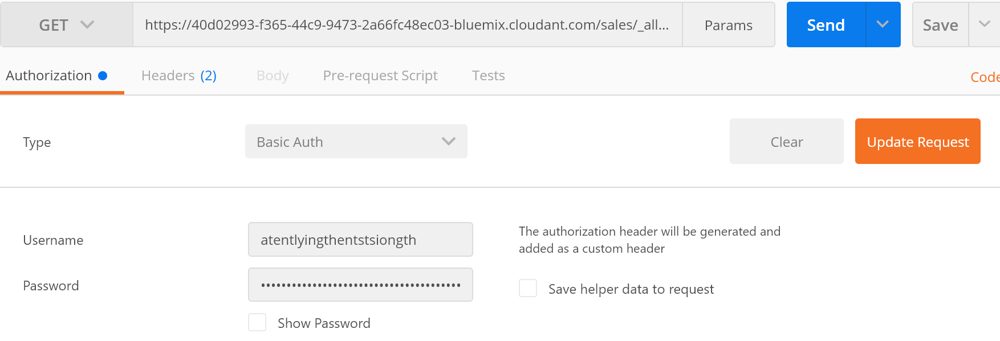 GET https://40d02993-f365-44c9-9473-2a66fc48ec03-bluemix.cloudant.com/sales/_all... Params Send Save
Authorization Headers (2) Body Pre-request Script Tests Code
Type Basic Auth Clear Update Request
Username atentlyingthentstsiongth The authorization header will be generated and
added as a custom header
Password •••••••••••••••••••••••••••••••••••••• Save helper data to request
Show Password